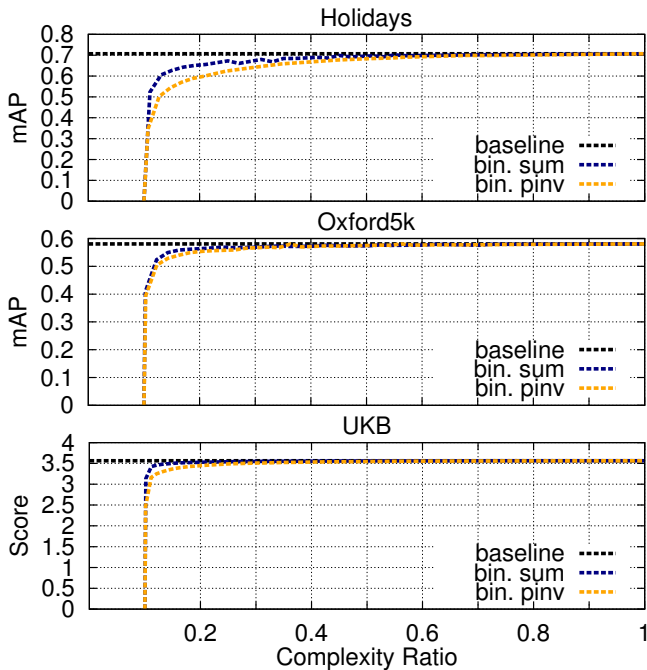 Holidays
0.8
0.7
0.6
0.5
0.4
0.3
0.2
0.1
0
mAP
baseline
bin. sum
bin. pinv
Oxford5k
0.6
0.5
0.4
0.3
0.2
0.1
0
mAP
baseline
bin. sum
bin. pinv
UKB
4
3.5
3
2.5
2
1.5
1
0.5
0
Score
baseline
bin. sum
bin. pinv
0.2 0.4 0.6 0.8 1
Complexity Ratio